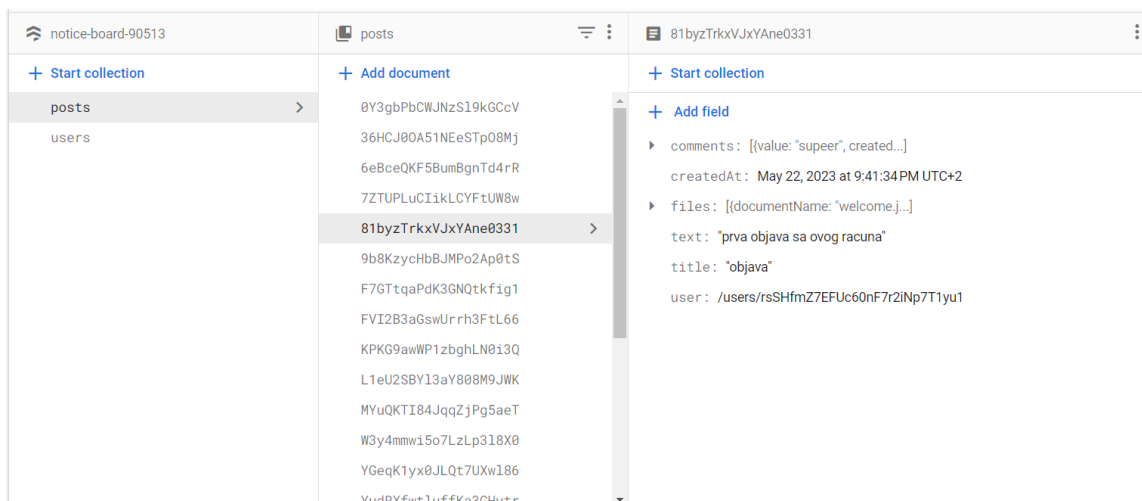 notice-board-90513
Start collection
posts
users
posts
Add document
0Y3gbPbCWJNzSl9kGCcV
36HCJ0OA51NEeSTpO8Mj
6eBceQKF5BumBgnTd4rR
7ZTUPLuCIikLCYFtUW8w
81byzTrkxVJxYAne0331
9b8KzycHbBJMPo2Ap0tS
F7GTtqaPdK3GNQtkfig1
FVI2B3aGswUrrh3FtL66
KPKG9awWP1zbghLN0i3Q
L1eU2SBYl3aY808M9JWK
MYuQKTI84JqqZjPg5aeT
W3y4mmwi5o7LzLp3l8X0
YGeqK1yx0JLQt7UXwl86
81byzTrkxVJxYAne0331
Start collection
Add field
comments: [{value: "supeer", created...]
createdAt: May 22, 2023 at 9:41:34 PM UTC+2
files: [{documentName: "welcome.j...]
text: "prva objava sa ovog racuna"
title: "objava"
user: /users/rsSHfmZ7EFUc60nF7r2iNp7T1yu1